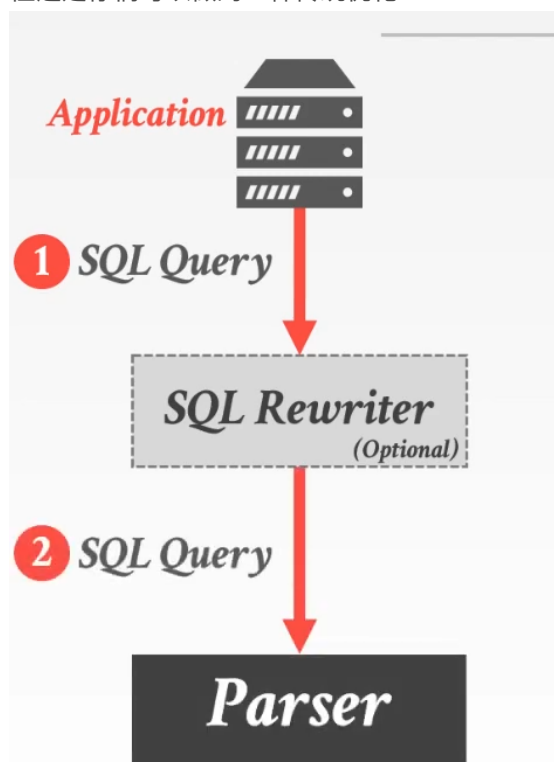 Application
1 SQL Query
SQL Rewriter
(Optional)
2 SQL Query
Parser